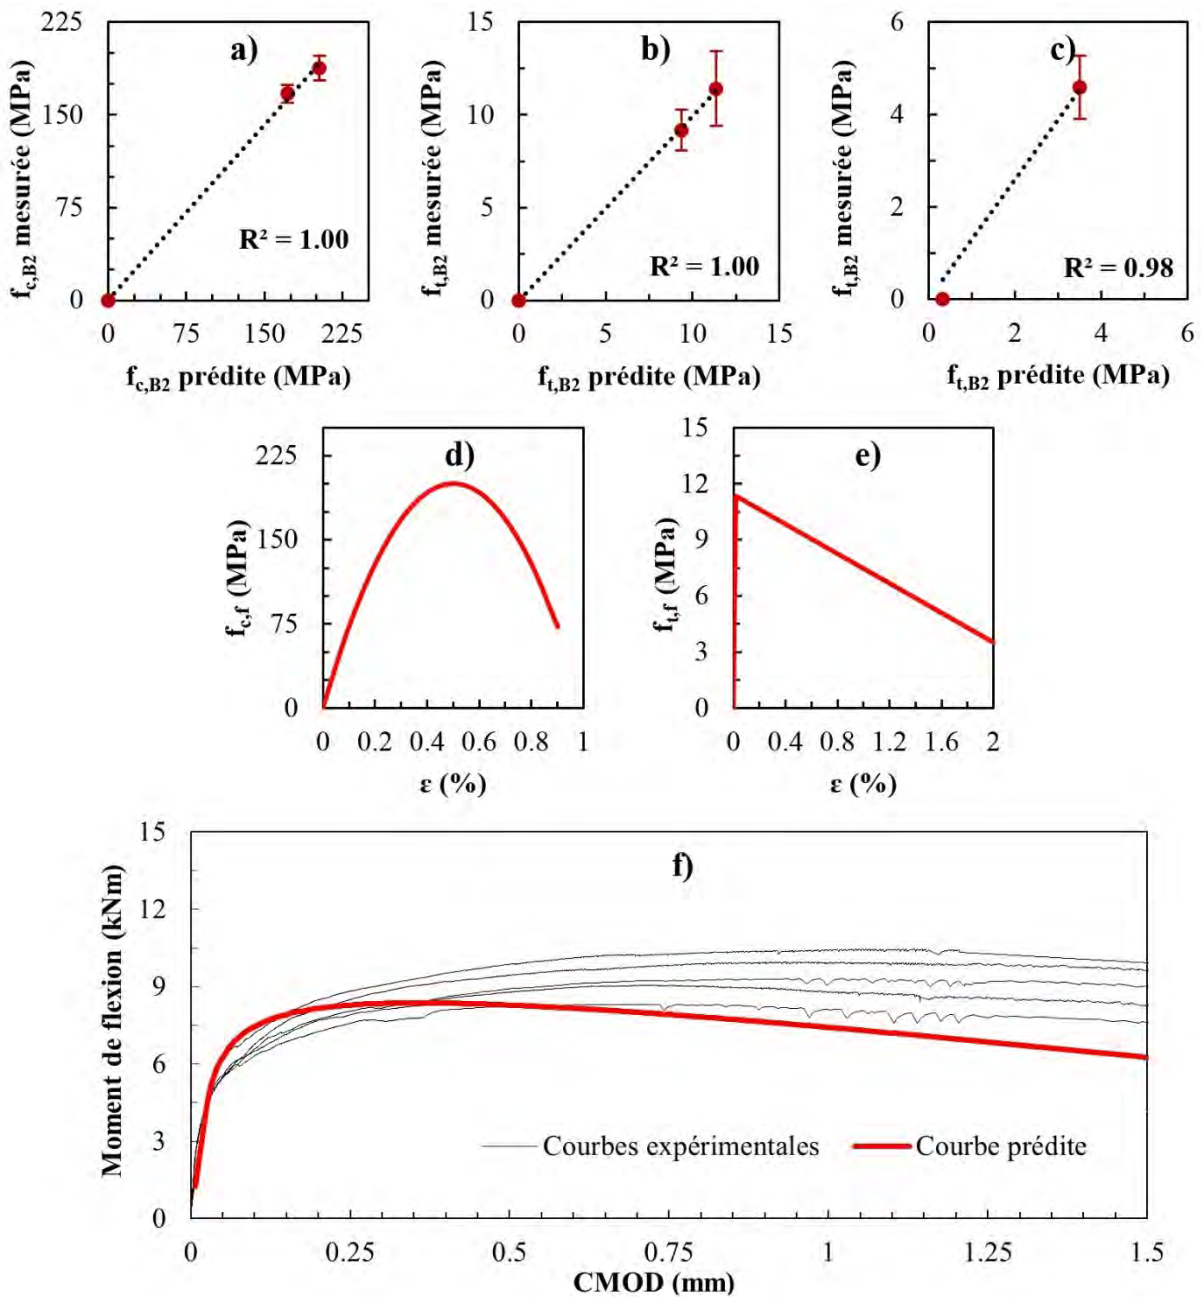 a)
225
150
75
0
f_c,B2 mesurée (MPa)
R² = 1.00
0 75 150 225
f_c,B2 prédite (MPa)
b)
15
10
5
0
f_t,B2 mesurée (MPa)
R² = 1.00
0 5 10 15
f_t,B2 prédite (MPa)
c)
6
4
2
0
f_t,B2 mesurée (MPa)
R² = 0.98
0 2 4 6
f_t,B2 prédite (MPa)
d)
225
150
75
0
f_c,f (MPa)
0 0.2 0.4 0.6 0.8 1
ε (%)
e)
15
12
9
6
3
0
f_t,f (MPa)
0 0.4 0.8 1.2 1.6 2
ε (%)
f)
15
12
9
6
3
0
Moment de flexion (kNm)
Courbes expérimentales
Courbe prédite
0 0.25 0.5 0.75 1 1.25 1.5
CMOD (mm)